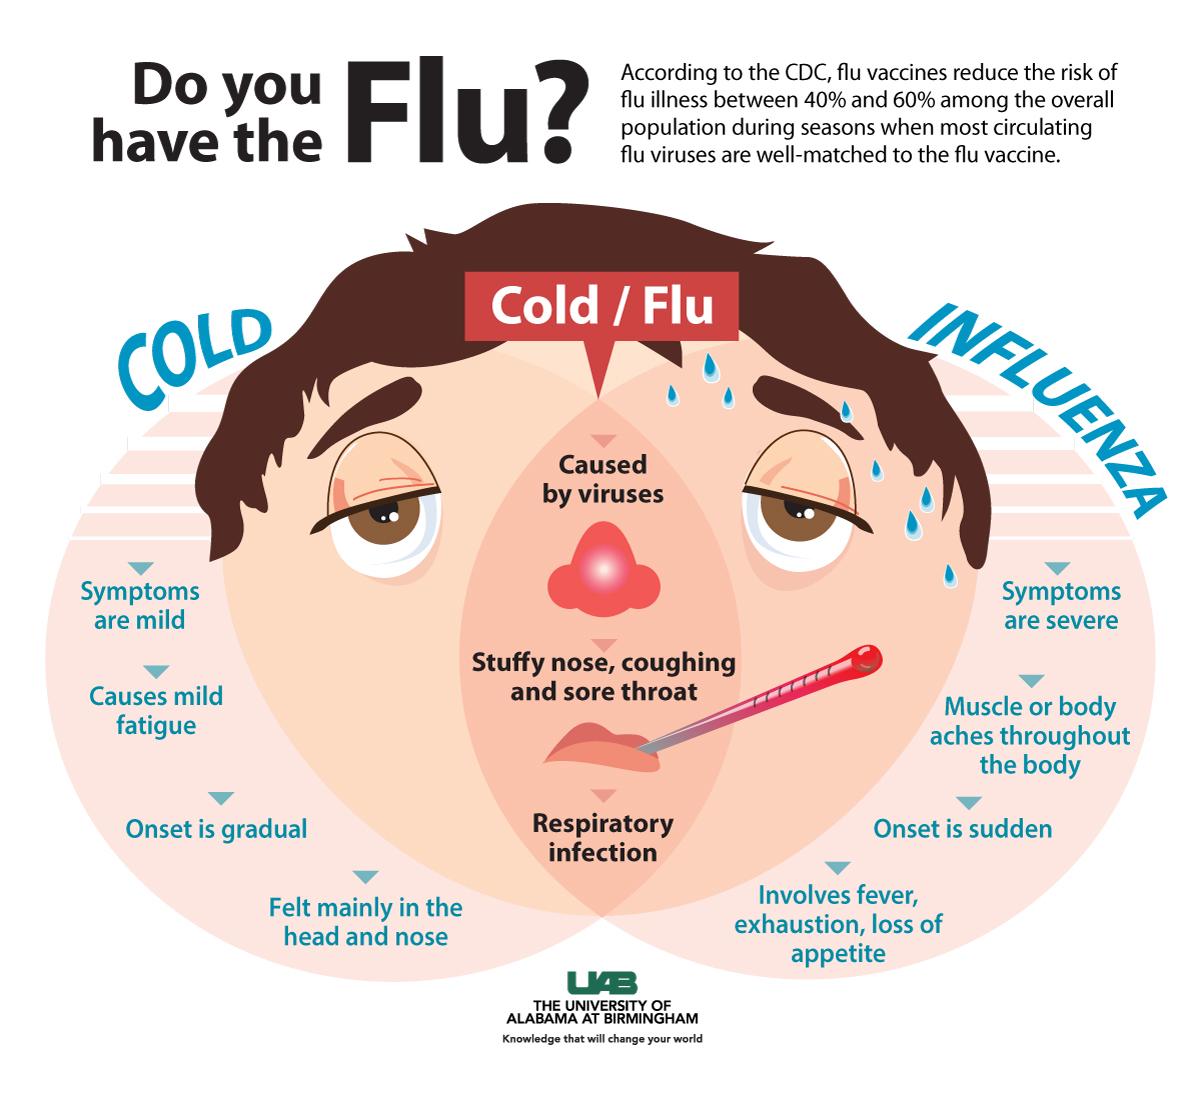 Do you
have the
Flu?
According to the CDC, flu vaccines reduce the risk of
flu illness between 40% and 60% among the overall
population during seasons when most circulating
flu viruses are well-matched to the flu vaccine.
COLD
Cold / Flu
INFLUENZA
Symptoms
are mild
Causes mild
fatigue
Onset is gradual
Felt mainly in the
head and nose
Caused
by viruses
Stuffy nose, coughing
and sore throat
Respiratory
infection
Symptoms
are severe
Muscle or body
aches throughout
the body
Onset is sudden
Involves fever,
exhaustion, loss of
appetite
UAB
THE UNIVERSITY OF
ALABAMA AT BIRMINGHAM
Knowledge that will change your world